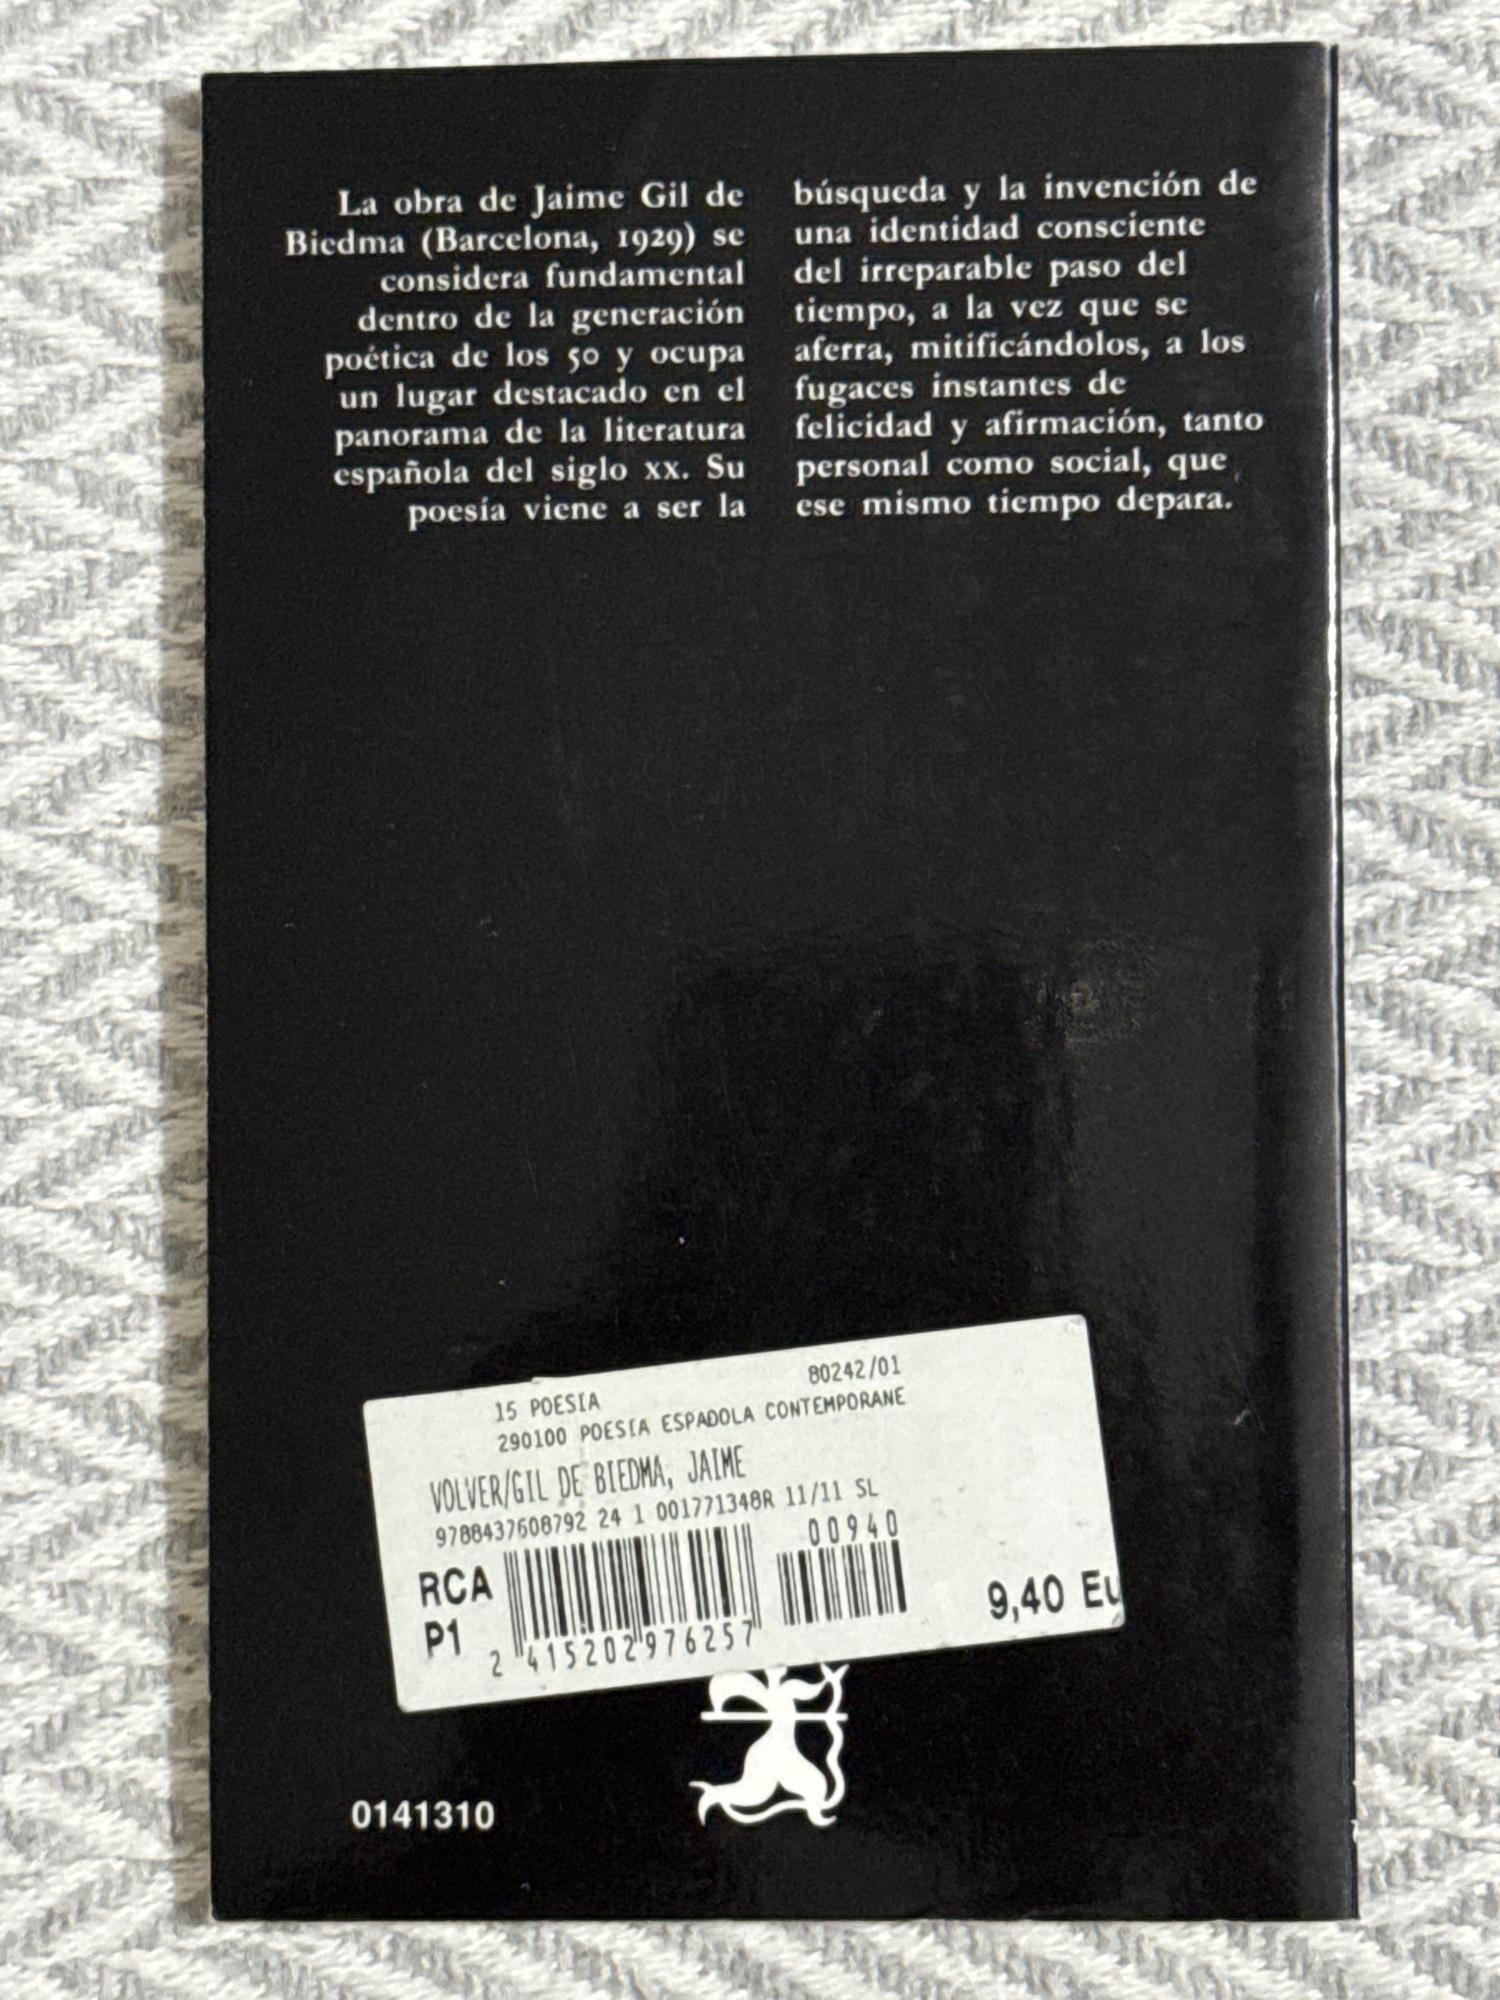 La obra de Jaime Gil de
Biedma (Barcelona, 1929) se
considera fundamental
dentro de la generación
poética de los 50 y ocupa
un lugar destacado en el
panorama de la literatura
española del siglo XX. Su
poesía viene a ser la
búsqueda y la invención de
una identidad consciente
del irreparable paso del
tiempo, a la vez que se
aferra, mitificándolos, a los
fugaces instantes de
felicidad y afirmación, tanto
personal como social, que
ese mismo tiempo depara.
15 POESIA 80242/01
290100 POESIA ESPADOLA CONTEMPORANE
VOLVER/GIL DE BIEDMA, JAIME
9788437608792 24 1 001771348R 11/11 SL
00940
RCA
P1
9,40 Eu
2 415202 976257
0141310